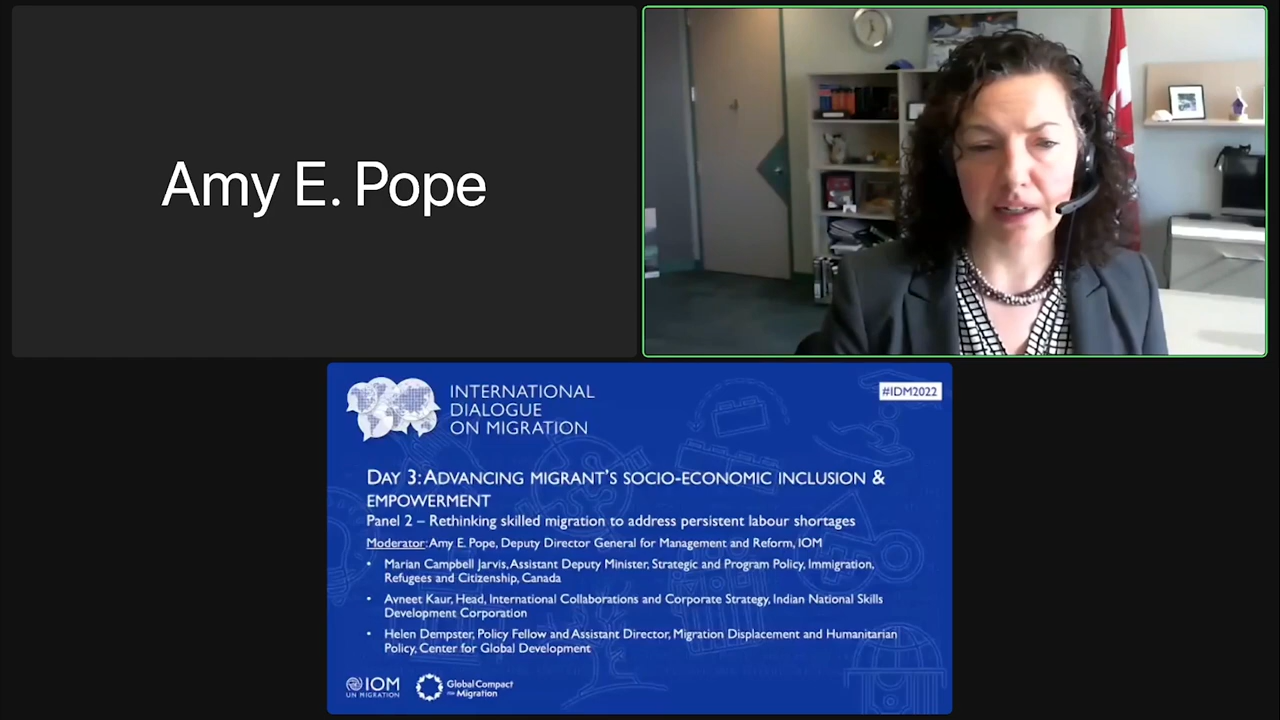 Amy E. Pope
INTERNATIONAL
DIALOGUE
ON MIGRATION
#IDM2022
DAY 3: ADVANCING MIGRANT'S SOCIO-ECONOMIC INCLUSION &
EMPOWERMENT
Panel 2 – Rethinking skilled migration to address persistent labour shortages
Moderator: Amy E. Pope, Deputy Director General for Management and Reform, IOM
• Marian Campbell Jarvis, Assistant Deputy Minister, Strategic and Program Policy, Immigration,
Refugees and Citizenship, Canada
• Avneet Kaur, Head, International Collaborations and Corporate Strategy, Indian National Skills
Development Corporation
• Helen Dempster, Policy Fellow and Assistant Director, Migration Displacement and Humanitarian
Policy, Center for Global Development
IOM
UN MIGRATION
Global Compact
for Migration